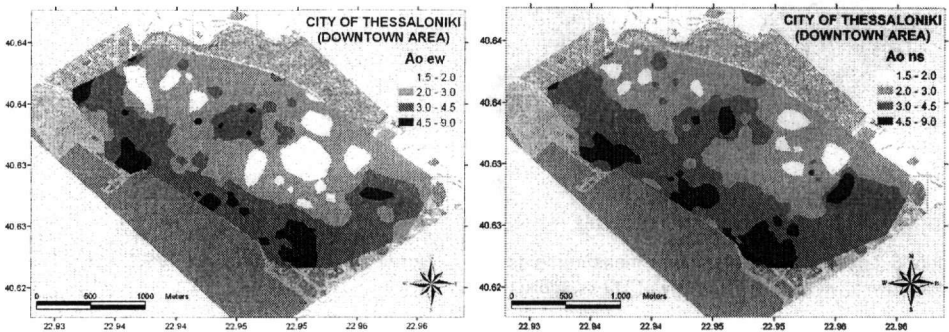 CITY OF THESSALONIKI
(DOWNTOWN AREA)
Ao ew
1.5 - 2.0
2.0 - 3.0
3.0 - 4.5
4.5 - 9.0
40.64
40.64
40.63
40.63
40.62
0 500 1000 Meters
22.93 22.94 22.94 22.95 22.95 22.96 22.96
CITY OF THESSALONIKI
(DOWNTOWN AREA)
Ao ns
1.5 - 2.0
2.0 - 3.0
3.0 - 4.5
4.5 - 9.0
40.64
40.64
40.63
40.63
40.62
0 500 1,000 Meters
22.93 22.94 22.94 22.95 22.95 22.96 22.96